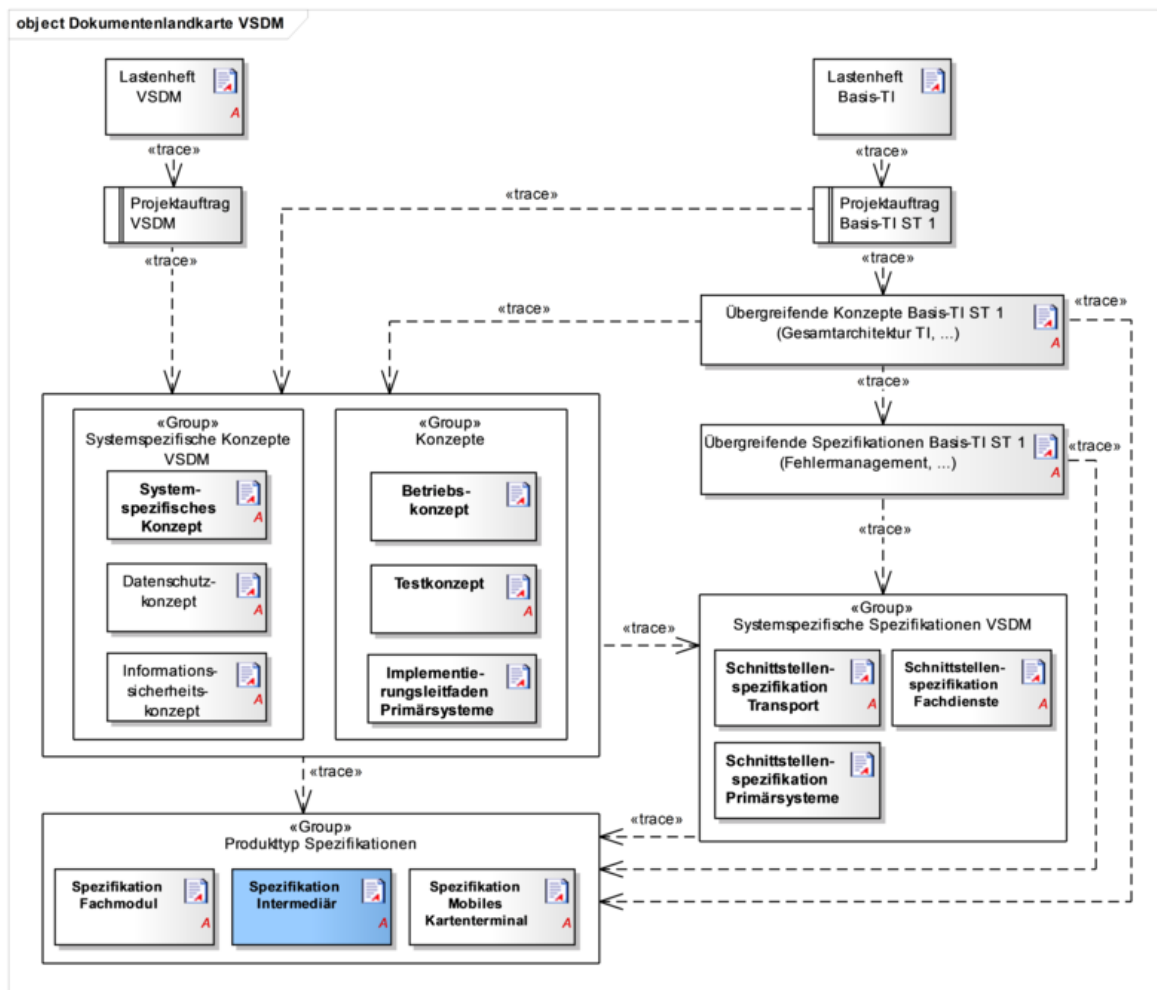 object Dokumentenlandkarte VSDM
Lastenheft
VSDM
A
Lastenheft
Basis-TI
«trace»
«trace»
Projektauftrag
VSDM
«trace»
Projektauftrag
Basis-TI ST 1
«trace»
«trace»
«trace»
Übergreifende Konzepte Basis-TI ST 1
(Gesamtarchitektur TI, ...)
A
«trace»
«trace»
Übergreifende Spezifikationen Basis-TI ST 1
(Fehlermanagement, ...)
A
«trace»
«trace»
«Group»
Systemspezifische Konzepte
VSDM
System-
spezifisches
Konzept
A
Datenschutz-
konzept
A
Informations-
sicherheits-
konzept
A
«Group»
Konzepte
Betriebs-
konzept
Testkonzept
A
Implementie-
rungsleitfaden
Primärsysteme
«trace»
«Group»
Systemspezifische Spezifikationen VSDM
Schnittstellen-
spezifikation
Transport
A
Schnittstellen-
spezifikation
Fachdienste
A
Schnittstellen-
spezifikation
Primärsysteme
«trace»
«trace»
«Group»
Produkttyp Spezifikationen
Spezifikation
Fachmodul
A
Spezifikation
Intermediär
A
Spezifikation
Mobiles
Kartenterminal
A